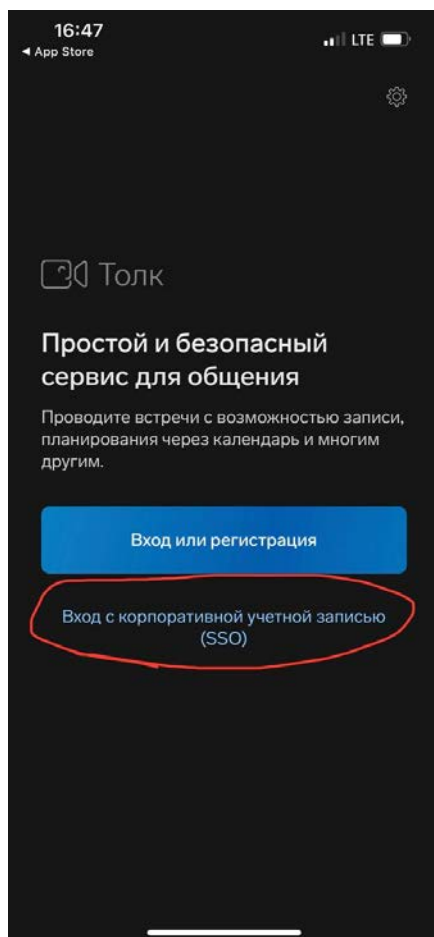 16:47
LTE
◄ App Store
Толк
Простой и безопасный
сервис для общения
Проводите встречи с возможностью записи,
планирования через календарь и многим
другим.
Вход или регистрация
Вход с корпоративной учетной записью
(SSO)